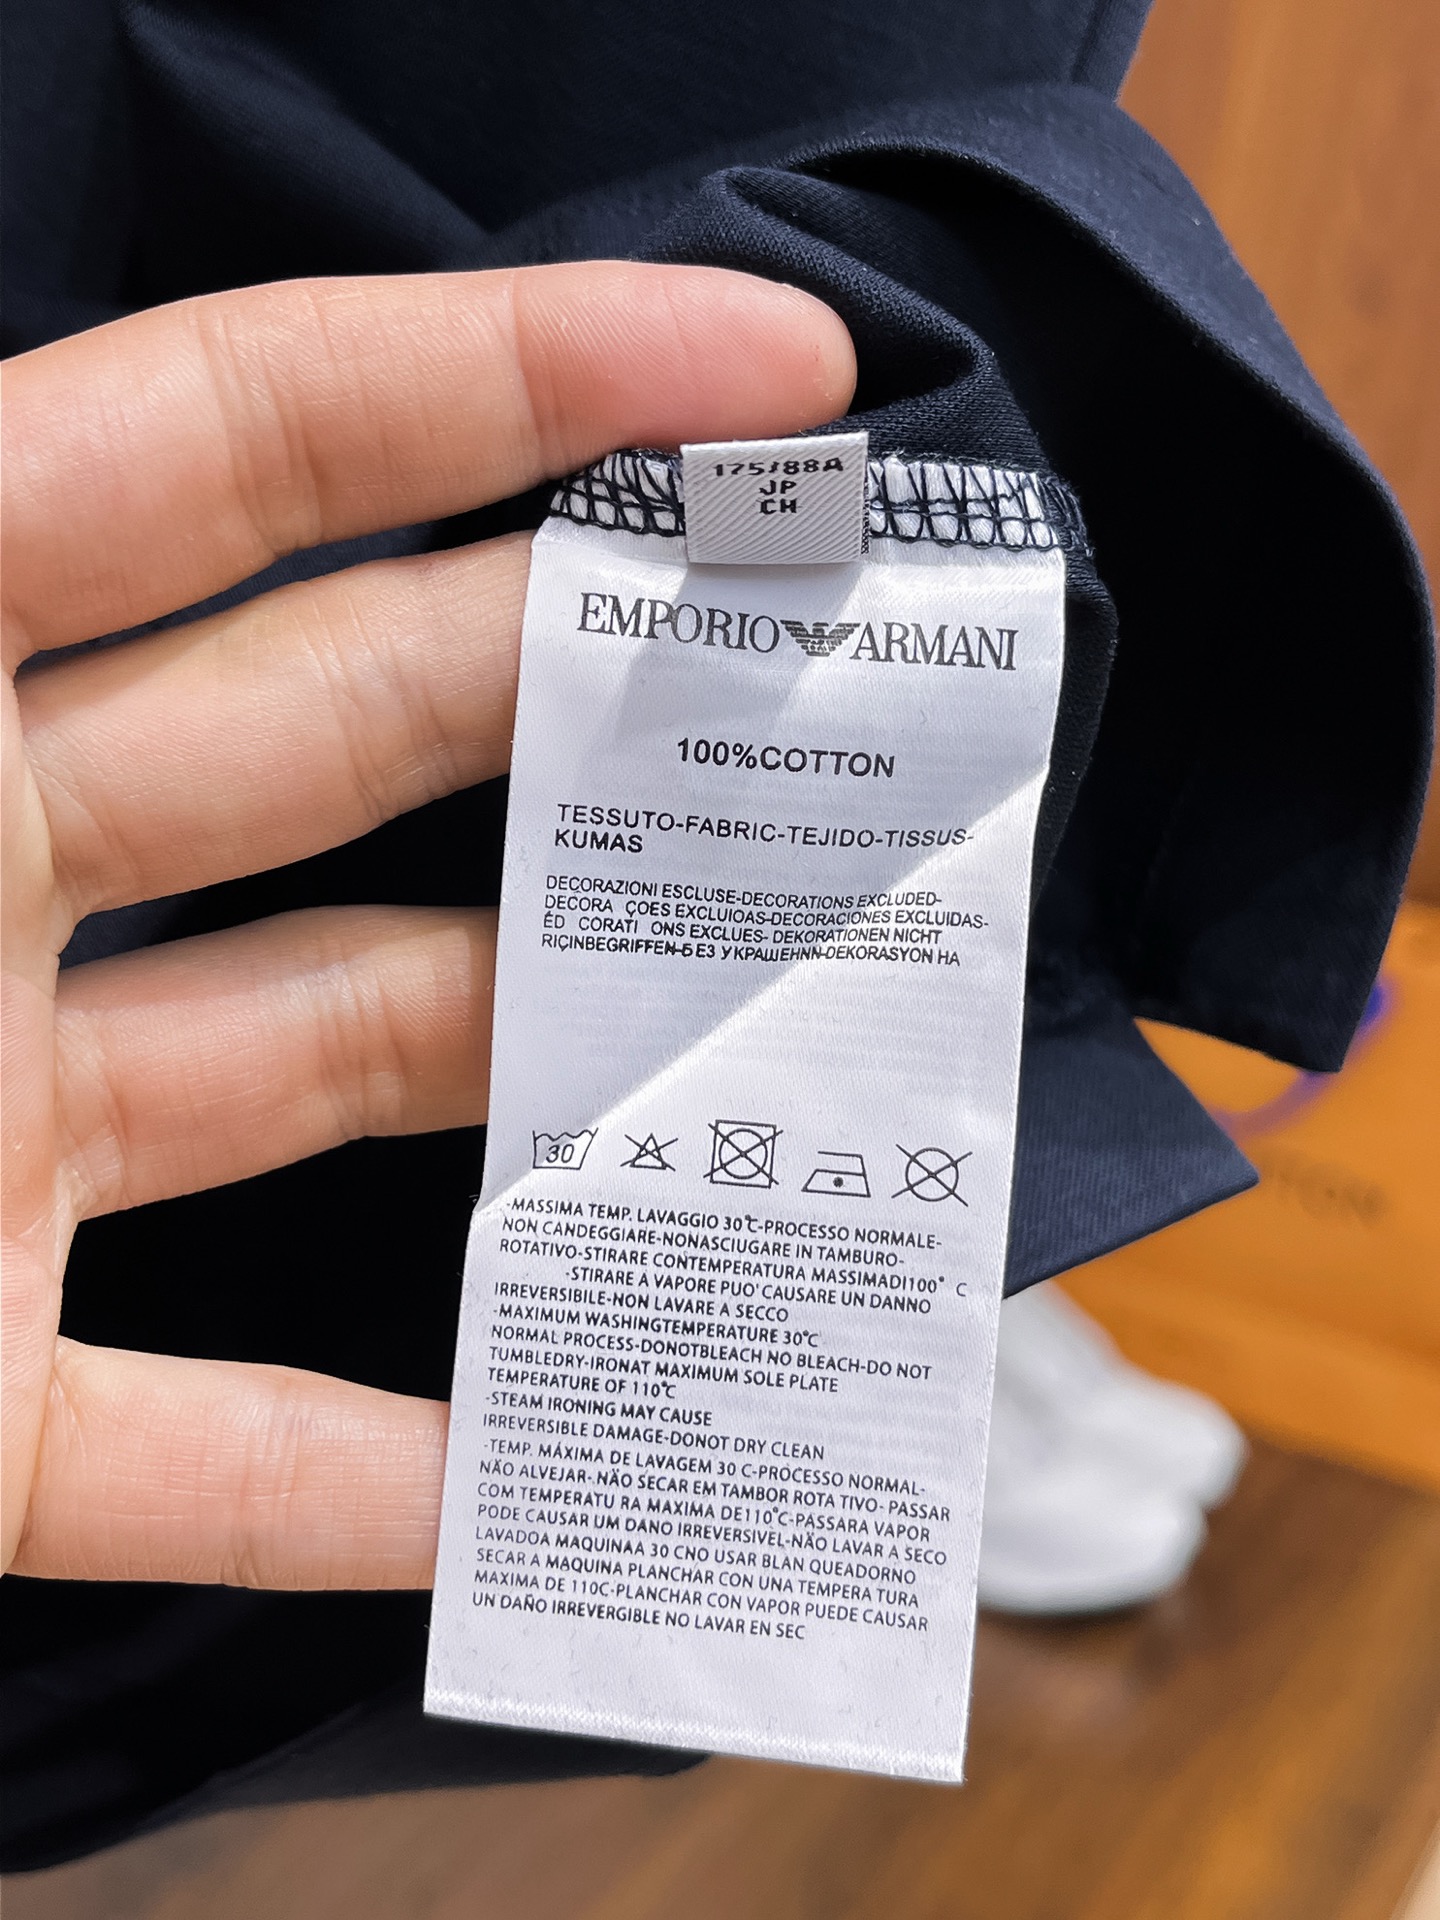 175/88A
JP
CH
EMPORIO ARMANI
100%COTTON
TESSUTO-FABRIC-TEJIDO-TISSUS-
KUMAS
DECORAZIONI ESCLUSE-DECORATIONS EXCLUDED-
DECORA ÇOES EXCLUIOAS-DECORACIONES EXCLUIDAS-
ÉD CORATI ONS EXCLUES- DEKORATIONEN NICHT
RIÇINBEGRIFFEN-Б ЕЗ УКРАШЕНН-DEKORASYON HA
30
-MASSIMA TEMP. LAVAGGIO 30℃-PROCESSO NORMALE-
NON CANDEGGIARE-NONASCIUGARE IN TAMBURO-
ROTATIVO-STIRARE CONTEMPERATURA MASSIMADI100° C
-STIRARE A VAPORE PUO' CAUSARE UN DANNO
IRREVERSIBILE-NON LAVARE A SECCO
-MAXIMUM WASHINGTEMPERATURE 30℃
NORMAL PROCESS-DONOTBLEACH NO BLEACH-DO NOT
TUMBLEDRY-IRONAT MAXIMUM SOLE PLATE
TEMPERATURE OF 110℃
-STEAM IRONING MAY CAUSE
IRREVERSIBLE DAMAGE-DONOT DRY CLEAN
-TEMP. MÁXIMA DE LAVAGEM 30 C-PROCESSO NORMAL-
NÃO ALVEJAR-.NÃO SECAR EM TAMBOR ROTA TIVO- PASSAR
COM TEMPERATU RA MAXIMA DE110℃-PASSARA VAPOR
PODE CAUSAR UM DANO IRREVERSIVEL-NÃO LAVAR A SECO
LAVADOA MAQUINAA 30 CNO USAR BLAN QUEADORNO
SECAR A MAQUINA PLANCHAR CON UNA TEMPERA TURA
MAXIMA DE 110C-PLANCHAR CON VAPOR PUEDE CAUSAR
UN DAÑO IRREVERGIBLE NO LAVAR EN SEC